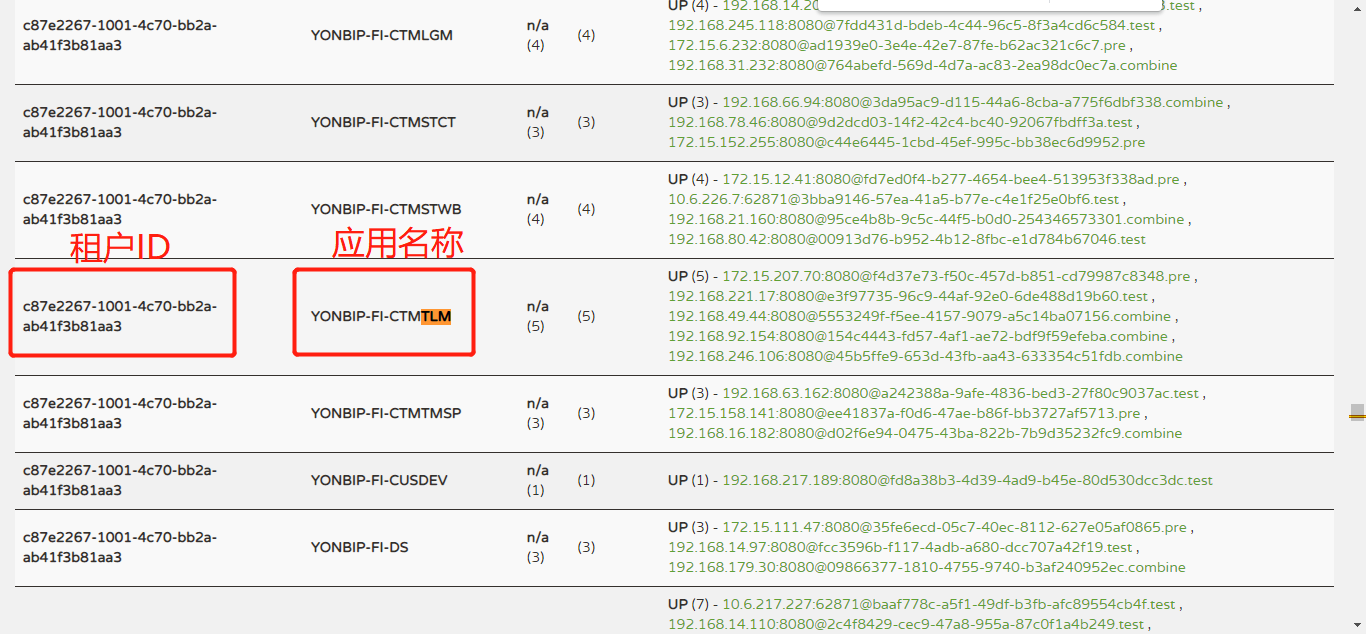 UP (4) - 192.168.14.20 3.test ,
c87e2267-1001-4c70-bb2a- YONBIP-FI-CTMLGM n/a (4) 192.168.245.118:8080@7fdd431d-bdeb-4c44-96c5-8f3a4cd6c584.test ,
ab41f3b81aa3 (4) 172.15.6.232:8080@ad1939e0-3e4e-42e7-87fe-b62ac321c6c7.pre ,
192.168.31.232:8080@764abefd-569d-4d7a-ac83-2ea98dc0ec7a.combine
UP (3) - 192.168.66.94:8080@3da95ac9-d115-44a6-8cba-a775f6dbf338.combine ,
c87e2267-1001-4c70-bb2a- YONBIP-FI-CTMSTCT n/a (3) 192.168.78.46:8080@9d2dcd03-14f2-42c4-bc40-92067fbdff3a.test ,
ab41f3b81aa3 (3) 172.15.152.255:8080@c44e6445-1cbd-45ef-995c-bb38ec6d9952.pre
UP (4) - 172.15.12.41:8080@fd7ed0f4-b277-4654-bee4-513953f338ad.pre ,
c87e2267-1001-4c70-bb2a- YONBIP-FI-CTMSTWB n/a (4) 10.6.226.7:62871@3bba9146-57ea-41a5-b77e-c4e1f25e0bf6.test ,
ab41f3b81aa3 (4) 192.168.21.160:8080@95ce4b8b-9c5c-44f5-b0d0-254346573301.combine ,
192.168.80.42:8080@00913d76-b952-4b12-8fbc-e1d784b67046.test
租户ID 应用名称
UP (5) - 172.15.207.70:8080@f4d37e73-f50c-457d-b851-cd79987c8348.pre ,
c87e2267-1001-4c70-bb2a- n/a 192.168.221.17:8080@e3f97735-96c9-44af-92e0-6de488d19b60.test ,
YONBIP-FI-CTMTLM (5) 192.168.49.44:8080@5553249f-f5ee-4157-9079-a5c14ba07156.combine ,
ab41f3b81aa3 (5) 192.168.92.154:8080@154c4443-fd57-4af1-ae72-bdf9f59efeba.combine ,
192.168.246.106:8080@45b5ffe9-653d-43fb-aa43-633354c51fdb.combine
UP (3) - 192.168.63.162:8080@a242388a-9afe-4836-bed3-27f80c9037ac.test ,
c87e2267-1001-4c70-bb2a- YONBIP-FI-CTMTMSP n/a (3) 172.15.158.141:8080@ee41837a-f0d6-47ae-b86f-bb3727af5713.pre ,
ab41f3b81aa3 (3) 192.168.16.182:8080@d02f6e94-0475-43ba-822b-7b9d35232fc9.combine
c87e2267-1001-4c70-bb2a- YONBIP-FI-CUSDEV n/a (1) UP (1) - 192.168.217.189:8080@fd8a38b3-4d39-4ad9-b45e-80d530dcc3dc.test
ab41f3b81aa3 (1)
UP (3) - 172.15.111.47:8080@35fe6ecd-05c7-40ec-8112-627e05af0865.pre ,
c87e2267-1001-4c70-bb2a- YONBIP-FI-DS n/a (3) 192.168.14.97:8080@fcc3596b-f117-4adb-a680-dcc707a42f19.test ,
ab41f3b81aa3 (3) 192.168.179.30:8080@09866377-1810-4755-9740-b3af240952ec.combine
UP (7) - 10.6.217.227:62871@baaf778c-a5f1-49df-b3fb-afc89554cb4f.test ,
192.168.14.110:8080@2c4f8429-cec9-47a8-955a-87c0f1a4b249.test ,